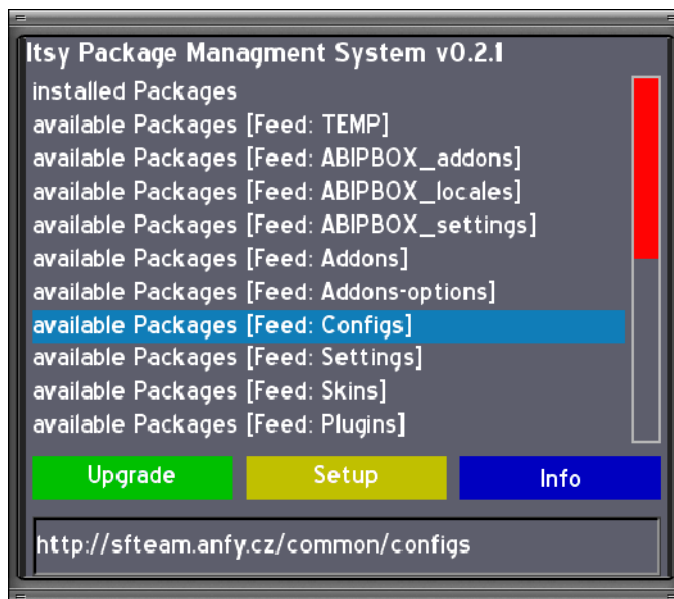 Itsy Package Managment System v0.2.1
installed Packages
available Packages [Feed: TEMP]
available Packages [Feed: ABIPBOX_addons]
available Packages [Feed: ABIPBOX_locales]
available Packages [Feed: ABIPBOX_settings]
available Packages [Feed: Addons]
available Packages [Feed: Addons-options]
available Packages [Feed: Configs]
available Packages [Feed: Settings]
available Packages [Feed: Skins]
available Packages [Feed: Plugins]
Upgrade Setup Info
http://sfteam.anfy.cz/common/configs